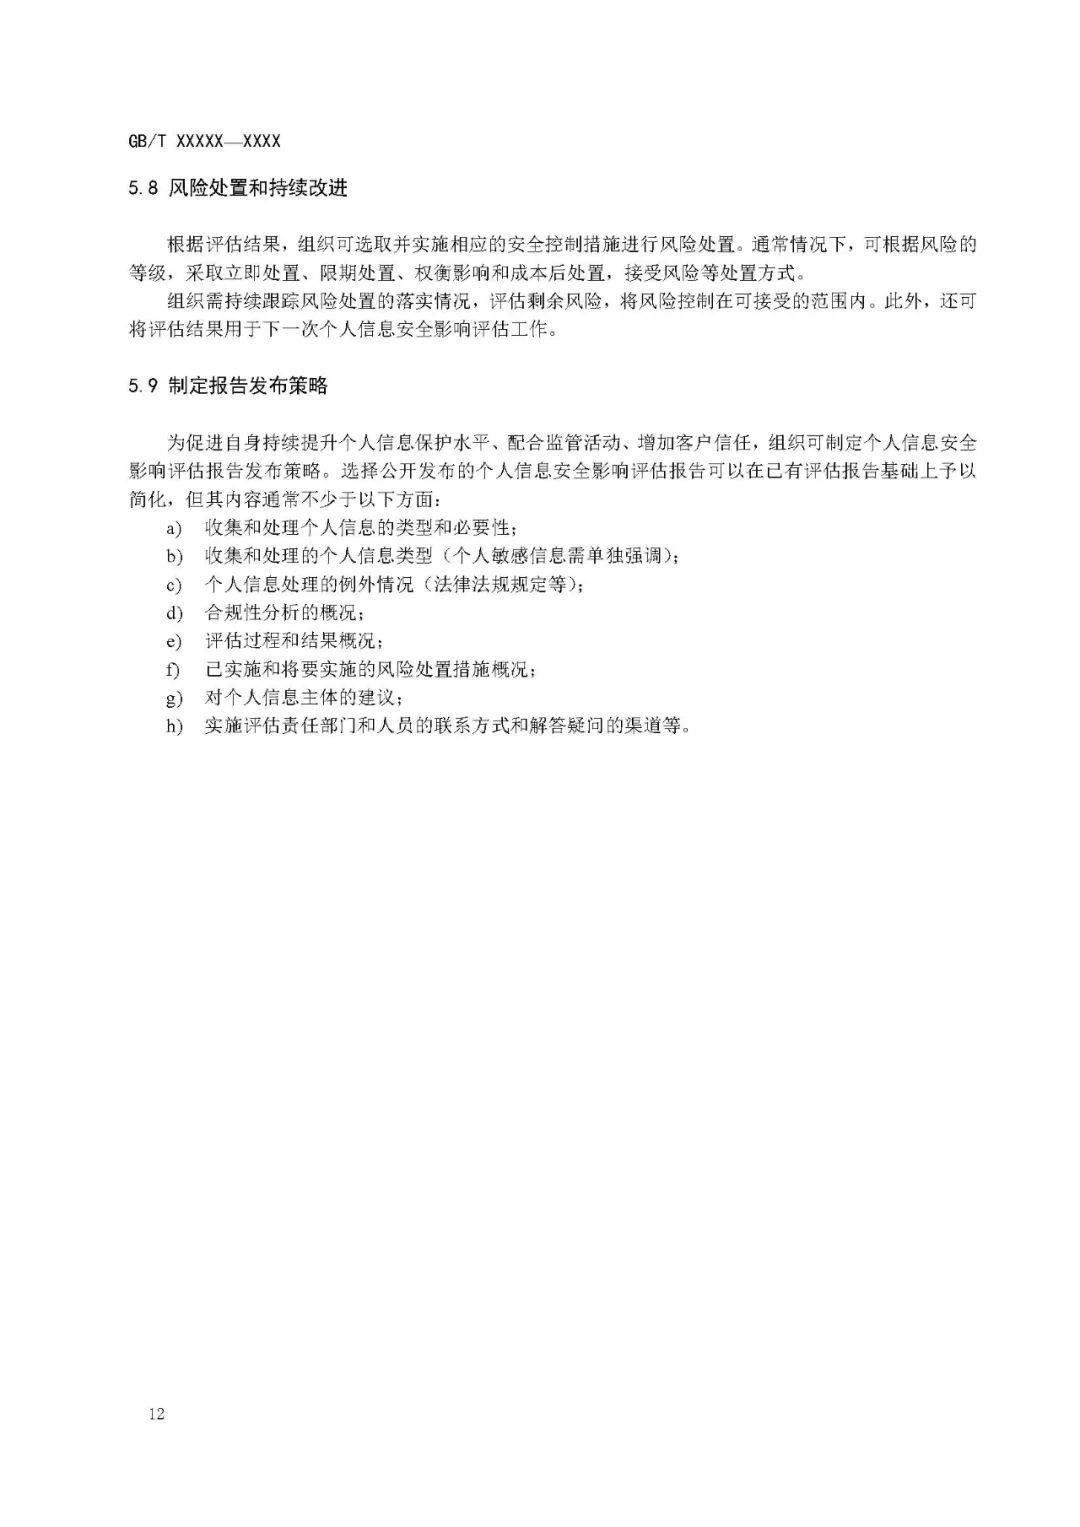 GB/T XXXXX—XXXX
5.8 风险处置和持续改进
根据评估结果，组织可选取并实施相应的安全控制措施进行风险处置。通常情况下，可根据风险的
等级，采取立即处置、限期处置、权衡影响和成本后处置，接受风险等处置方式。
组织需持续跟踪风险处置的落实情况，评估剩余风险，将风险控制在可接受的范围内。此外，还可
将评估结果用于下一次个人信息安全影响评估工作。
5.9 制定报告发布策略
为促进自身持续提升个人信息保护水平、配合监管活动、增加客户信任，组织可制定个人信息安全
影响评估报告发布策略。选择公开发布的个人信息安全影响评估报告可以在已有评估报告基础上予以
简化，但其内容通常不少于以下方面：
a) 收集和处理个人信息的类型和必要性；
b) 收集和处理的个人信息类型（个人敏感信息需单独强调）；
c) 个人信息处理的例外情况（法律法规规定等）；
d) 合规性分析的概况；
e) 评估过程和结果概况；
f) 已实施和将要实施的风险处置措施概况；
g) 对个人信息主体的建议；
h) 实施评估责任部门和人员的联系方式和解答疑问的渠道等。
12